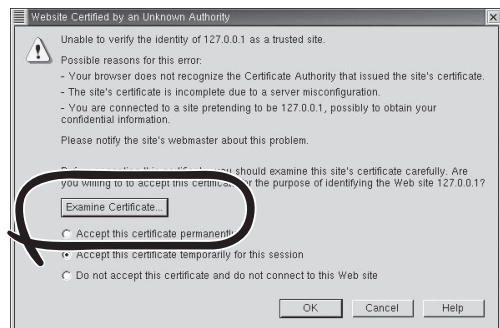 Website Certified by an Unknown Authority
Unable to verify the identity of 127.0.0.1 as a trusted site.
Possible reasons for this error:
- Your browser does not recognize the Certificate Authority that issued the site's certificate.
- The site's certificate is incomplete due to a server misconfiguration.
- You are connected to a site pretending to be 127.0.0.1, possibly to obtain your
confidential information.
Please notify the site's webmaster about this problem.
should examine this site's certificate carefully. Are
you willing to to accept this certificate for the purpose of identifying the Web site 127.0.0.1?
Examine Certificate...
Accept this certificate permanently
Accept this certificate temporarily for this session
Do not accept this certificate and do not connect to this Web site
OK Cancel Help